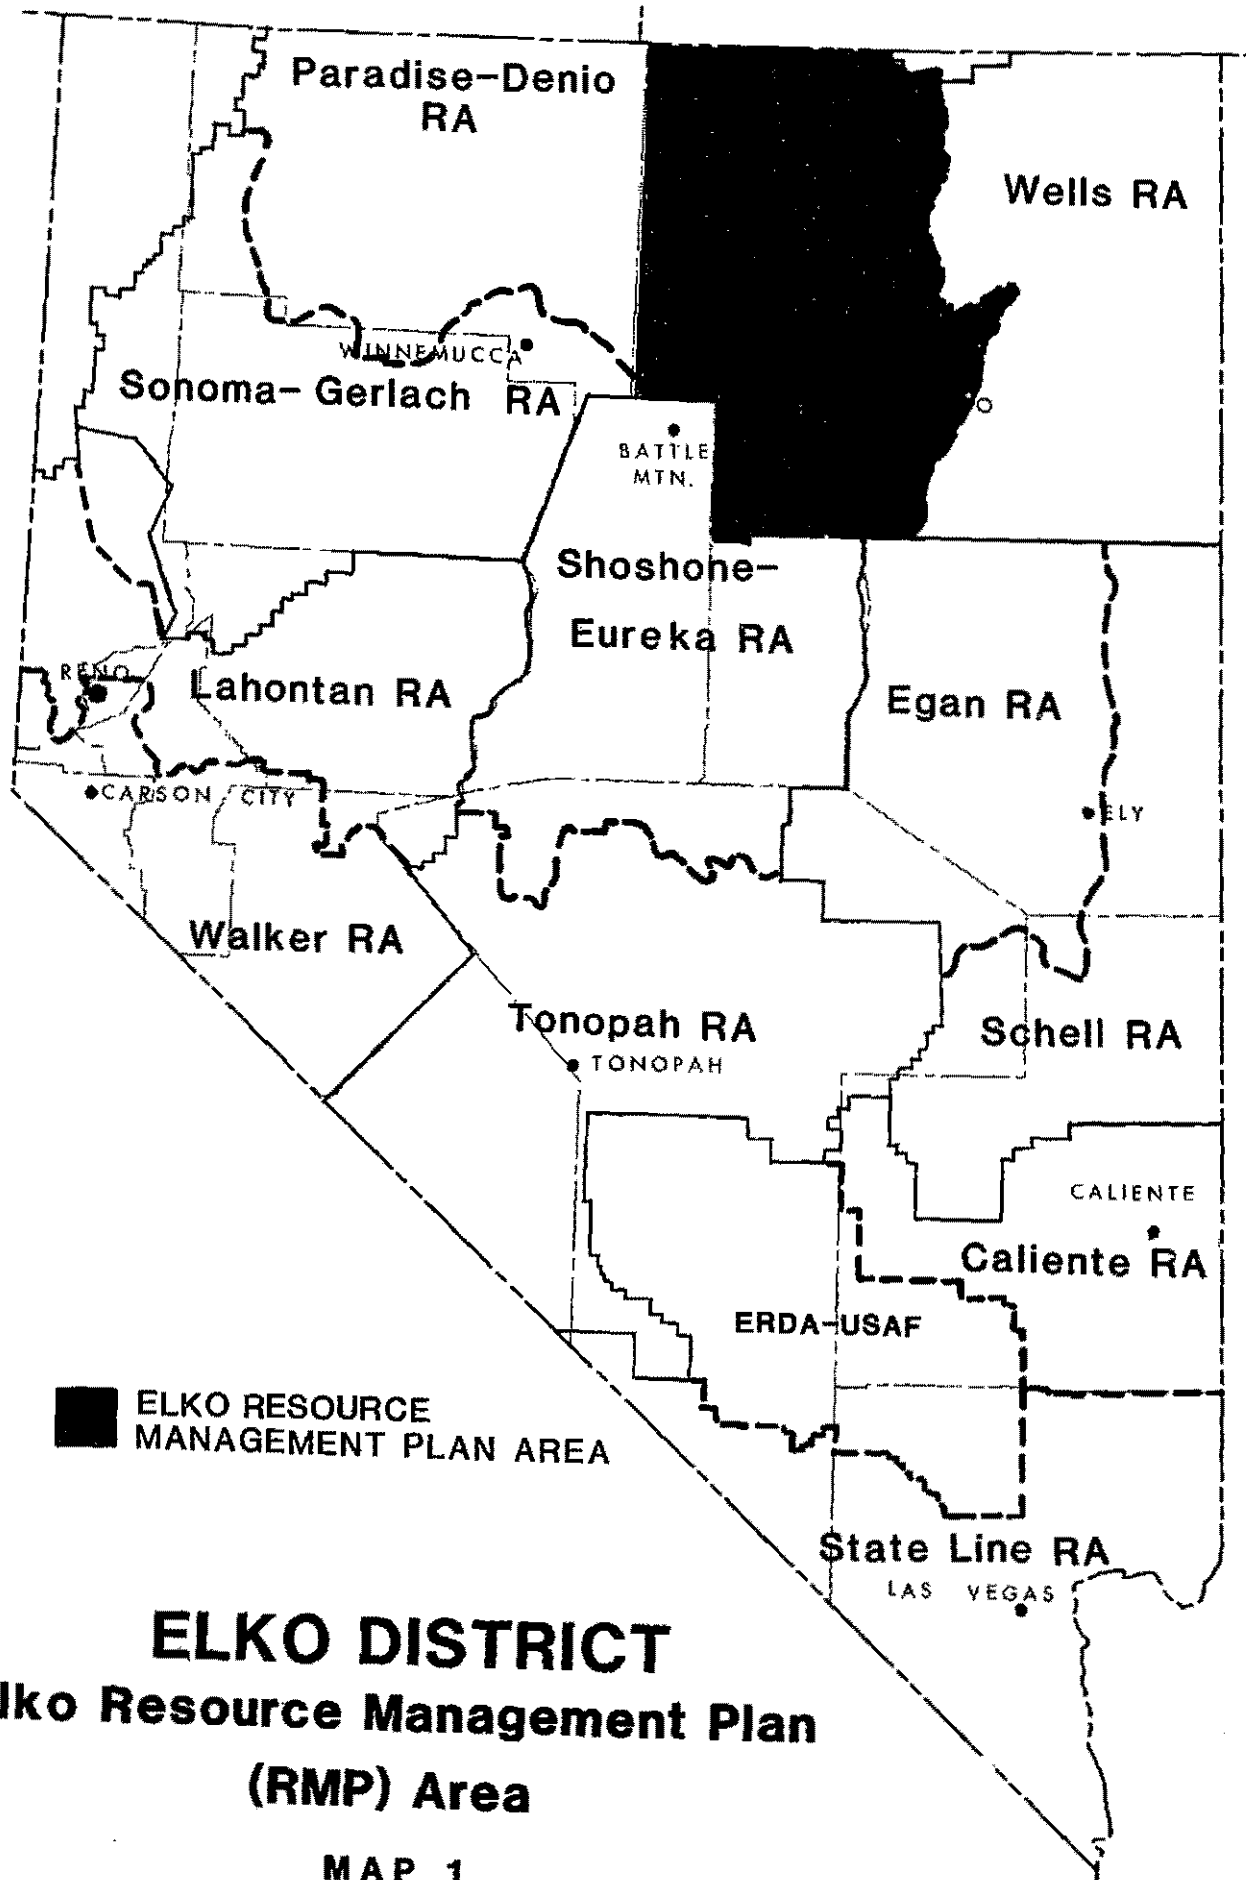 Paradise-Denio
RA
Wells RA
WINNEMUCCA
Sonoma- Gerlach RA
BATTLE
MTN.
Shoshone-
Eureka RA
RENO
Lahontan RA
Egan RA
CARSON CITY
ELY
Walker RA
Tonopah RA
TONOPAH
Schell RA
CALIENTE
Caliente RA
ERDA-USAF
ELKO RESOURCE
MANAGEMENT PLAN AREA
State Line RA
LAS VEGAS
ELKO DISTRICT
lko Resource Management Plan
(RMP) Area
MAP 1